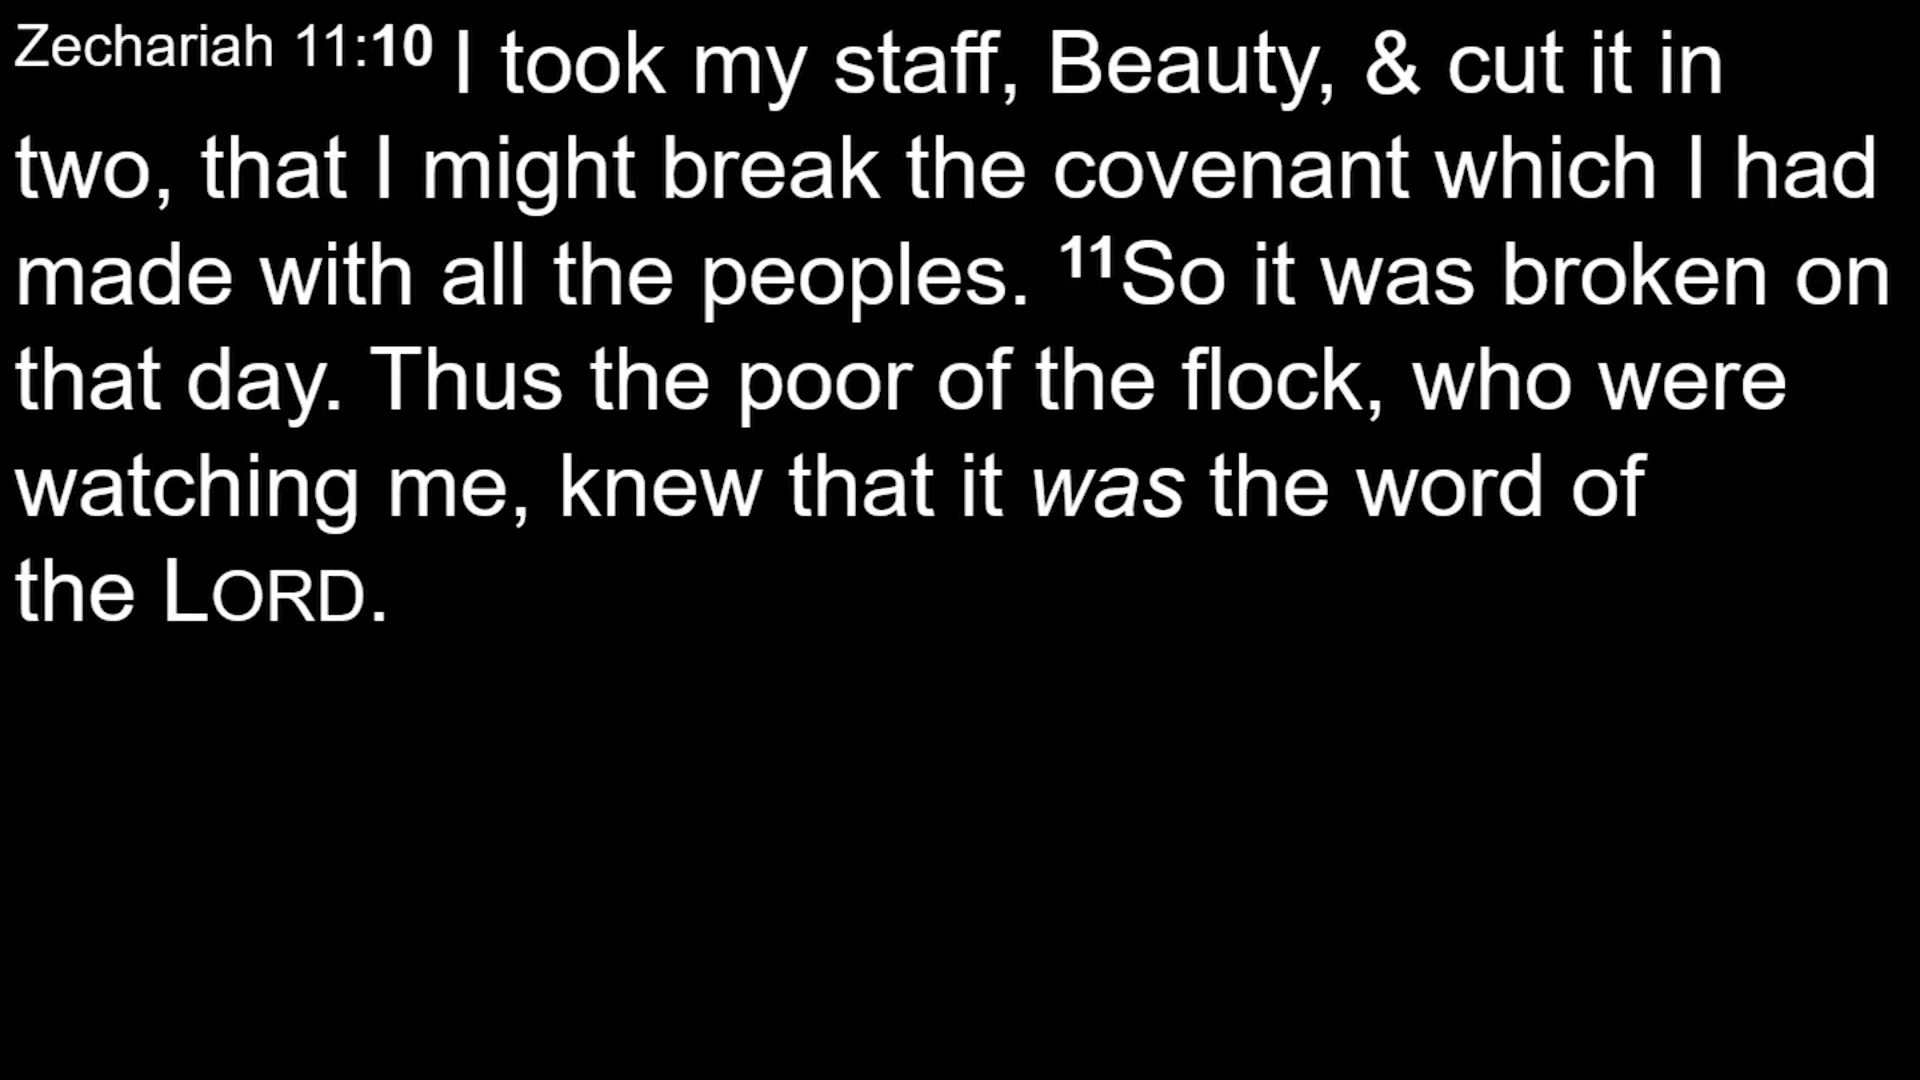 Zechariah 11:10 I took my staff, Beauty, & cut it in
two, that I might break the covenant which I had
made with all the peoples. 11So it was broken on
that day. Thus the poor of the flock, who were
watching me, knew that it was the word of
the LORD.